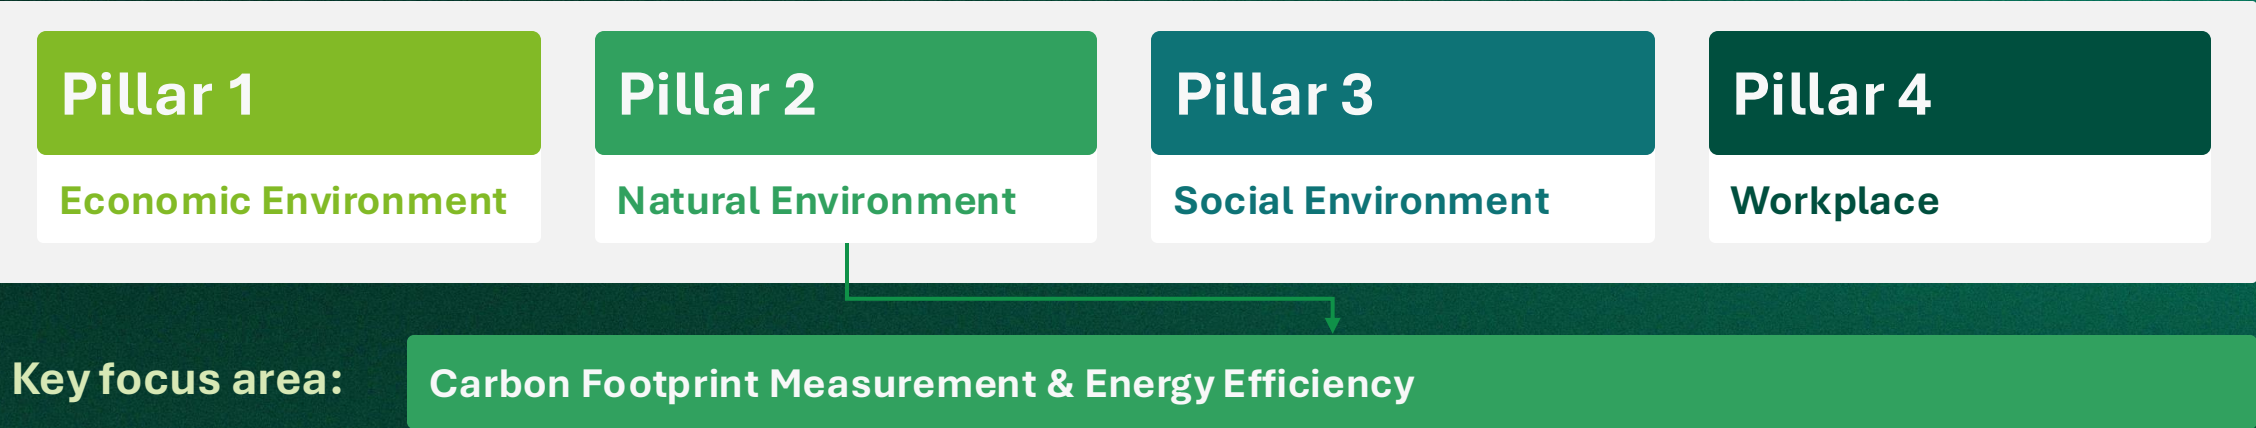 Pillar 1
Economic Environment
Pillar 2
Natural Environment
Pillar 3
Social Environment
Pillar 4
Workplace
Key focus area:
Carbon Footprint Measurement & Energy Efficiency